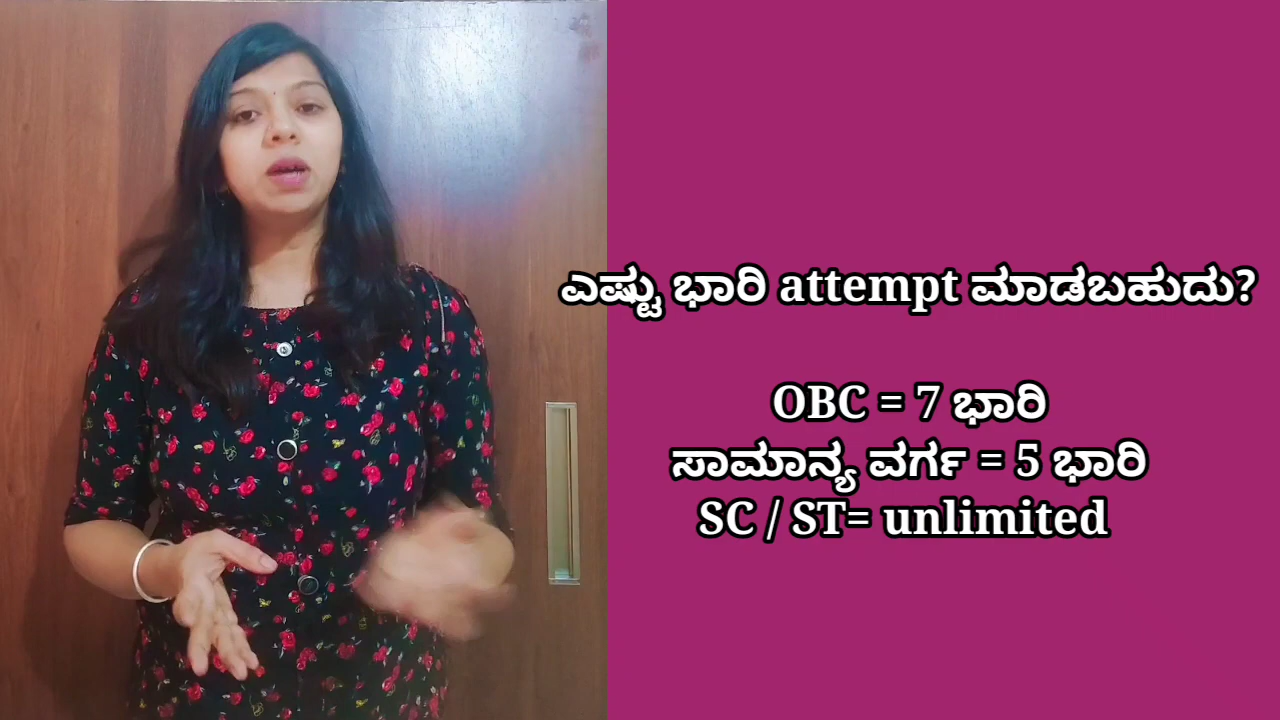 ಎಷ್ಟು ಭಾರಿ attempt ಮಾಡಬಹುದು?
OBC = 7 ಭಾರಿ
ಸಾಮಾನ್ಯ ವರ್ಗ = 5 ಭಾರಿ
SC / ST= unlimited